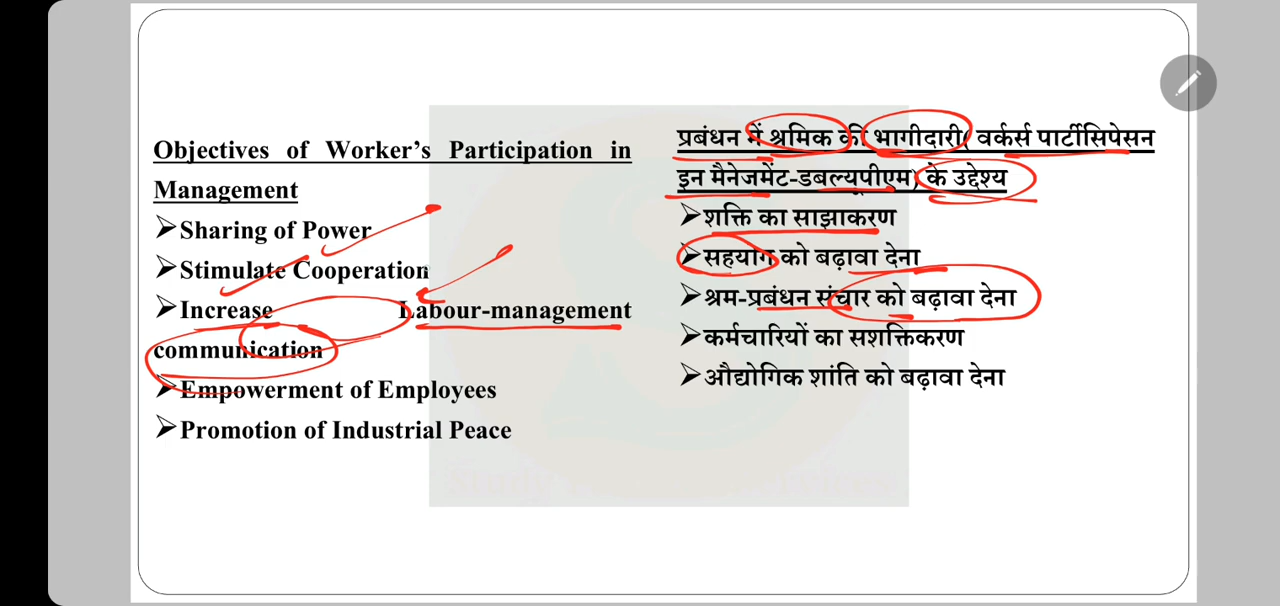 Objectives of Worker's Participation in
Management
➢Sharing of Power
➢Stimulate Cooperation
➢Increase Labour-management
communication
➢Empowerment of Employees
➢Promotion of Industrial Peace
प्रबंधन में श्रमिक की भागीदारी( वर्कर्स पार्टीसिपेसन
इन मैनेजमेंट-डबल्यूपीएम) के उद्देश्य
➢शक्ति का साझाकरण
➢सहयोग को बढ़ावा देना
➢श्रम-प्रबंधन संचार को बढ़ावा देना
➢कर्मचारियों का सशक्तिकरण
➢औद्योगिक शांति को बढ़ावा देना
Study